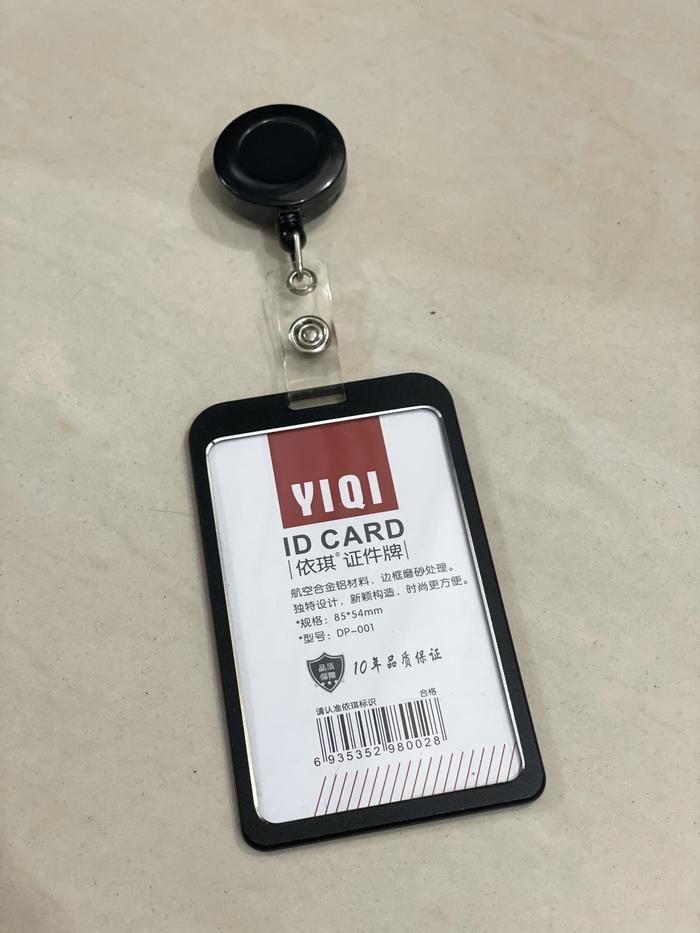 YIQI
ID CARD
依琪® 证件牌
航空合金铝材料，边框磨砂处理。
独特设计，新颖构造，时尚更方便。
*规格：85*54mm
*型号：DP-001
品质
保障
10年品质保证
请认准依琪标识
合格
6 935352 980028